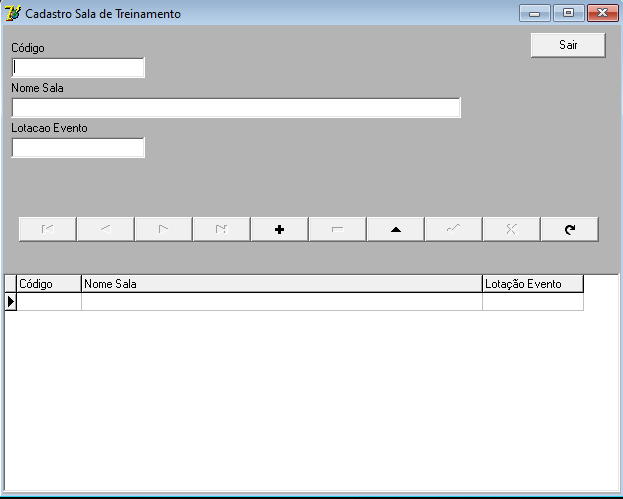 Cadastro Sala de Treinamento
Sair
Código
Nome Sala
Lotacao Evento
Código Nome Sala Lotação Evento